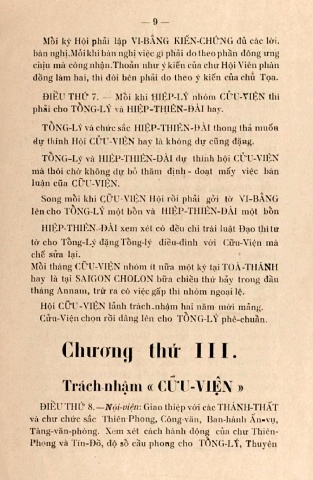 — 9 —
Mỗi kỳ Hội phải lập VI-BẰNG KIẾN-CHỨNG đủ các lời,
bàn nghị. Mỗi khi bàn nghị việc gì phải do theo phần đông ưng
cậu mà công nhận. Thoản như ý kiến của chư Hội Viên phân
đồng làm hai, thì đôi bên phải do theo ý kiến của chủ Tọa.
ĐIỀU THỨ 7. — Mỗi khi HIỆP-LÝ nhóm CỬU-VIỆN thì
phải cho TỔNG-LÝ và HIỆP-THIÊN-ĐÀI hay.
TỔNG-LÝ và chức sắc HIỆP-THIÊN-ĐÀI thong thả muốn
dự thính Hội CỬU-VIỆN hay là không dự cũng đặng.
TỔNG-LÝ và HIỆP-THIÊN-ĐÀI dự thính hội CỬU-VIỆN
mà thôi chớ không dự bỏ thăm định - đoạt mấy việc bàn
luận của CỬU-VIỆN.
Song mỗi khi CỬU-VIỆN Hội rồi phải gởi tờ VI-BẰNG
lên cho TỔNG-LÝ một bổn và HIỆP-THIÊN-ĐÀI một bổn
HIỆP-THIÊN-ĐÀI xem xét có đều chi trái luật Đạo thì tư
tờ cho Tổng-Lý đặng Tổng-lý điều-đình với Cửu-Viện mà
chế sửa lại.
Mỗi tháng CỬU-VIỆN nhóm ít nữa một kỳ tại TOÀ-THÁNH
hay là tại SAIGON CHOLON bữa chiều thứ bảy trong đầu
tháng Annam, trừ ra có việc gấp thì nhóm ngoại lệ.
Hội CỬU-VIỆN lãnh trách-nhậm hai năm mới mãng.
Cửu-Viện chọn rồi dâng lên cho TỔNG-LÝ phê-chuẩn.
Chương thứ III.
Trách-nhậm « CỬU-VIỆN »
ĐIỀU THỨ 8. — Nội-viện: Giao thiệp với các THÁNH-THẤT
và chư chức sắc Thiên-Phong, Công-văn, Ban-hành Ấn-vụ,
Tàng-văn-phòng. Xem xét cách hành động của chư Thiên-
Phong và Tín-Đồ, độ số cầu phong cho TỔNG-LÝ, Thuyên